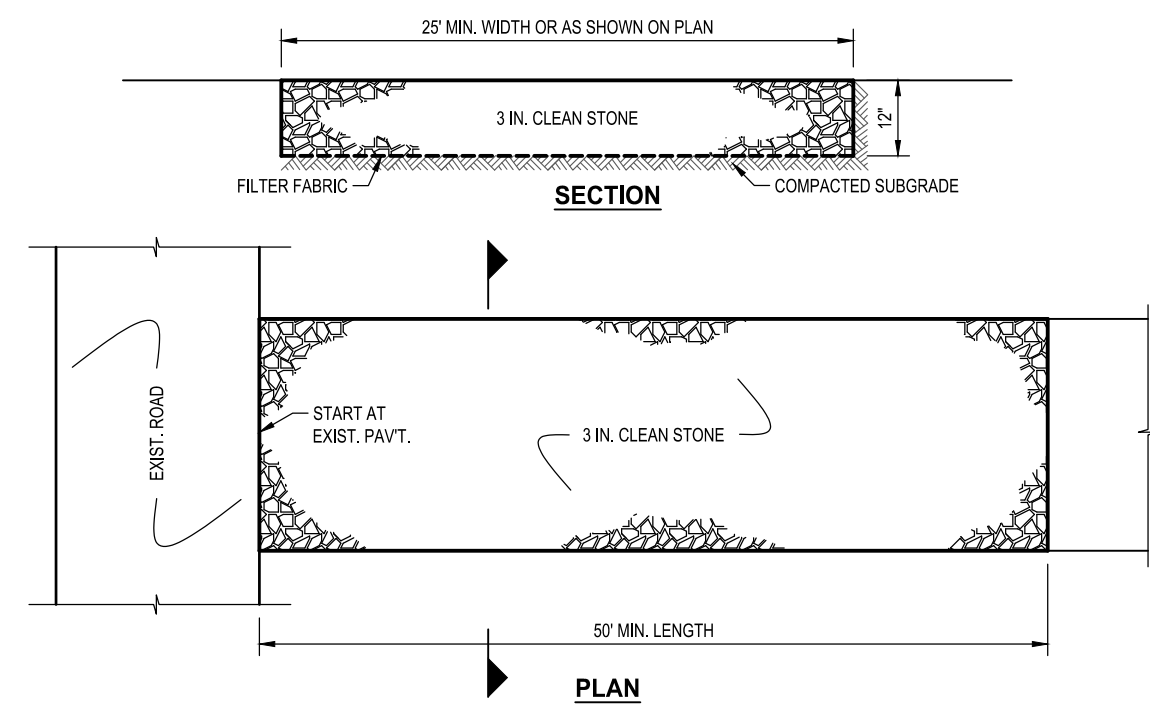 25' MIN. WIDTH OR AS SHOWN ON PLAN
3 IN. CLEAN STONE
12"
FILTER FABRIC
COMPACTED SUBGRADE
SECTION
EXIST. ROAD
START AT
EXIST. PAV'T.
3 IN. CLEAN STONE
50' MIN. LENGTH
PLAN